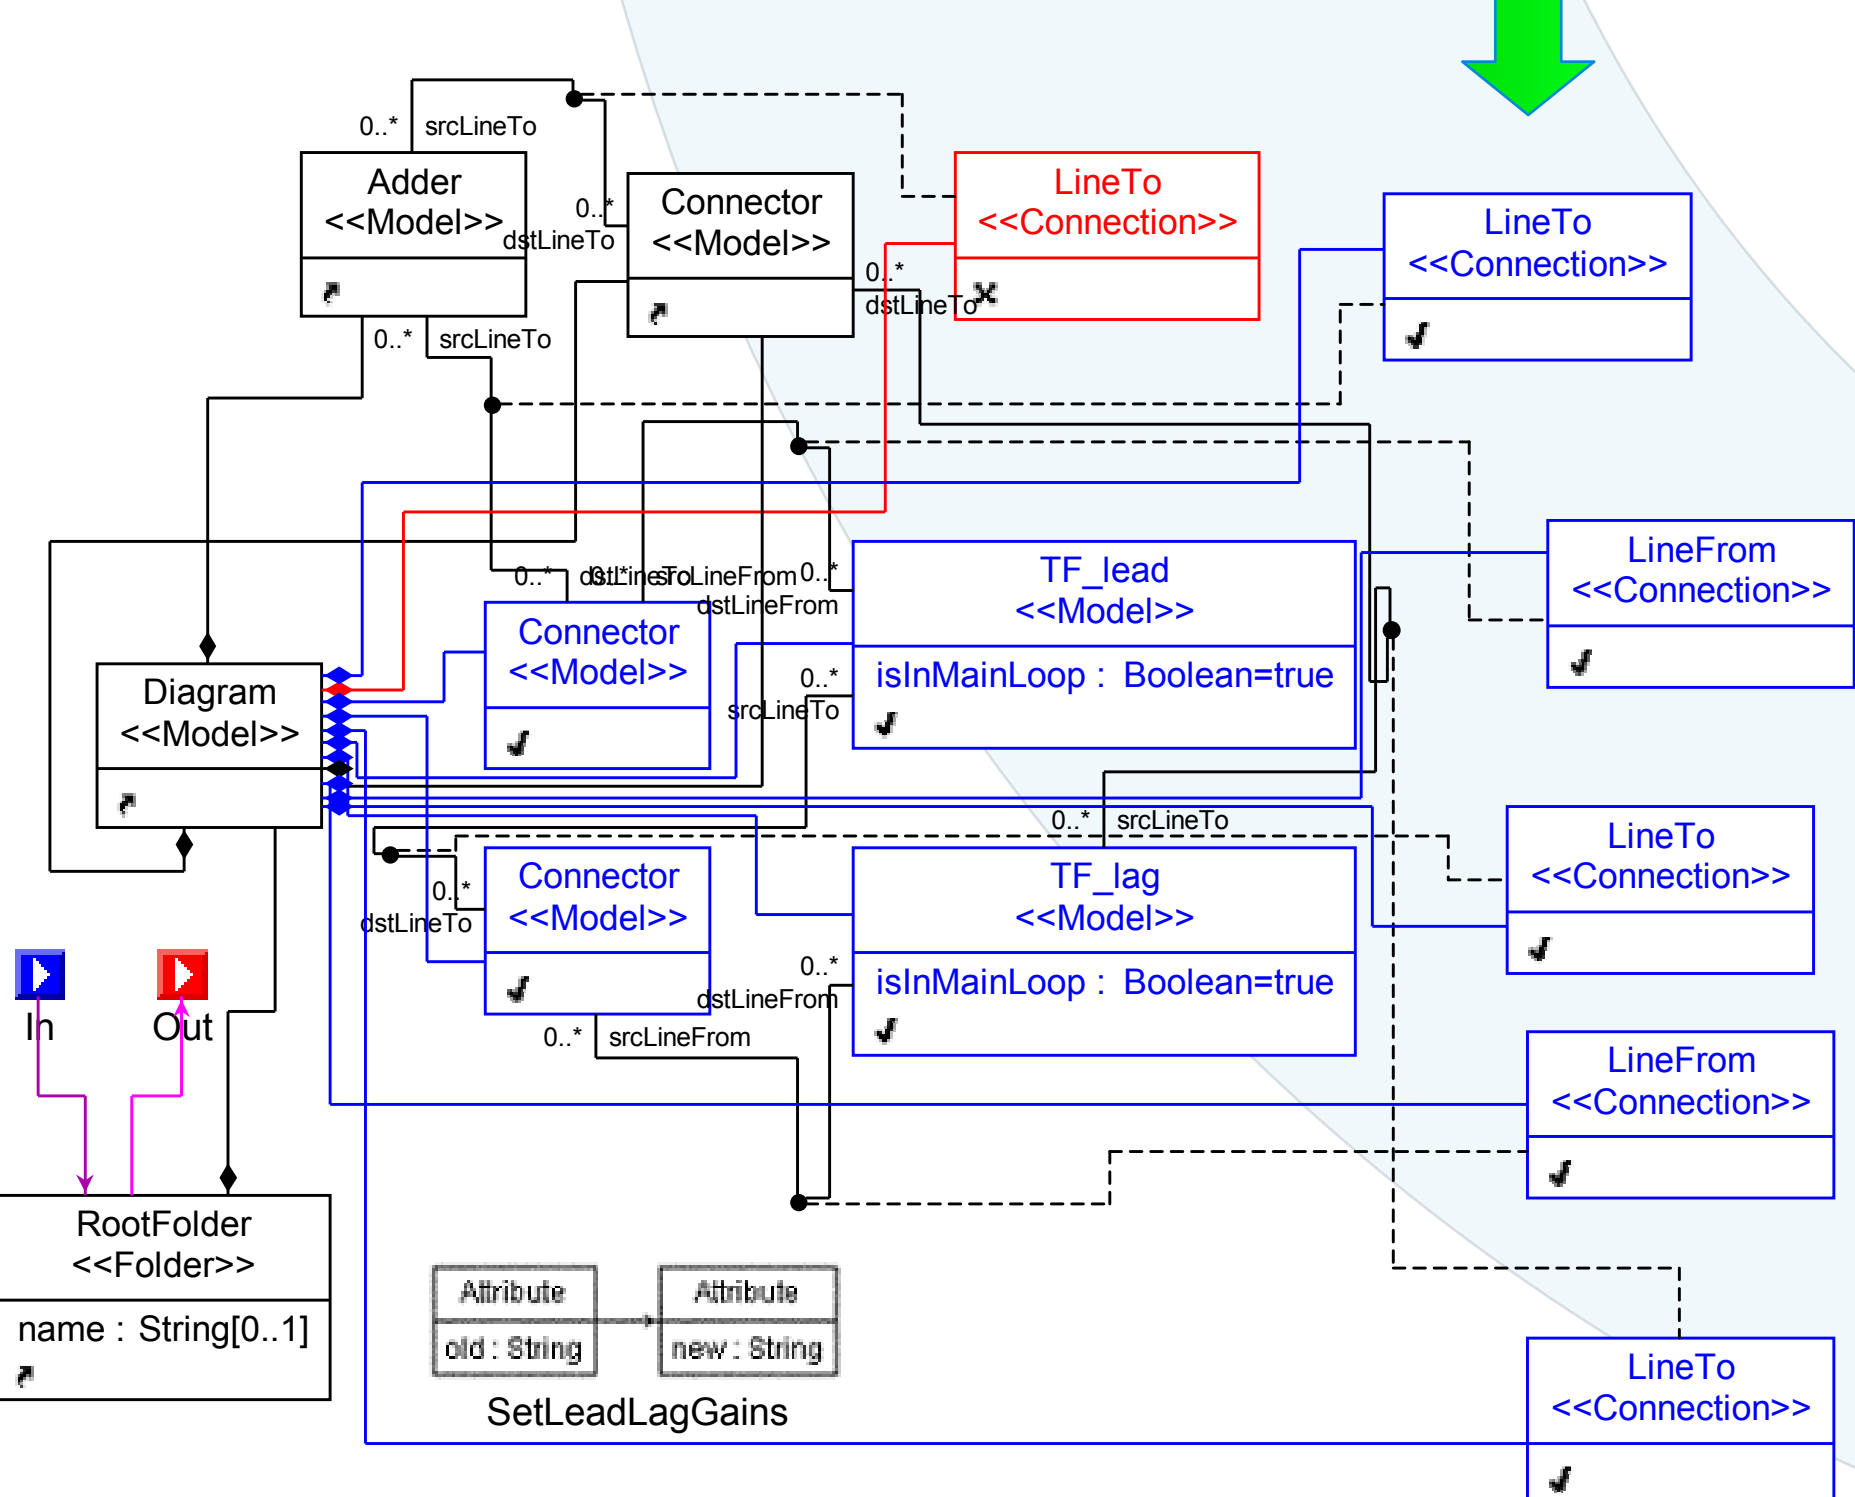 0..* srcLineTo
Adder
<<Model>>
0..*
dstLineTo
Connector
<<Model>>
LineTo
<<Connection>>
LineTo
<<Connection>>
0..*
dstLineTo
0..* srcLineTo
0..* dstLineTo
0..* srcLineFrom
0..*
dstLineFrom
TF_lead
<<Model>>
isInMainLoop : Boolean=true
LineFrom
<<Connection>>
Connector
<<Model>>
0..*
srcLineTo
Diagram
<<Model>>
0..* srcLineTo
LineTo
<<Connection>>
Connector
<<Model>>
0..*
dstLineTo
TF_lag
<<Model>>
isInMainLoop : Boolean=true
0..*
dstLineFrom
0..* srcLineFrom
In
Out
LineFrom
<<Connection>>
RootFolder
<<Folder>>
name : String[0..1]
Attribute
old : String
Attribute
new : String
SetLeadLagGains
LineTo
<<Connection>>